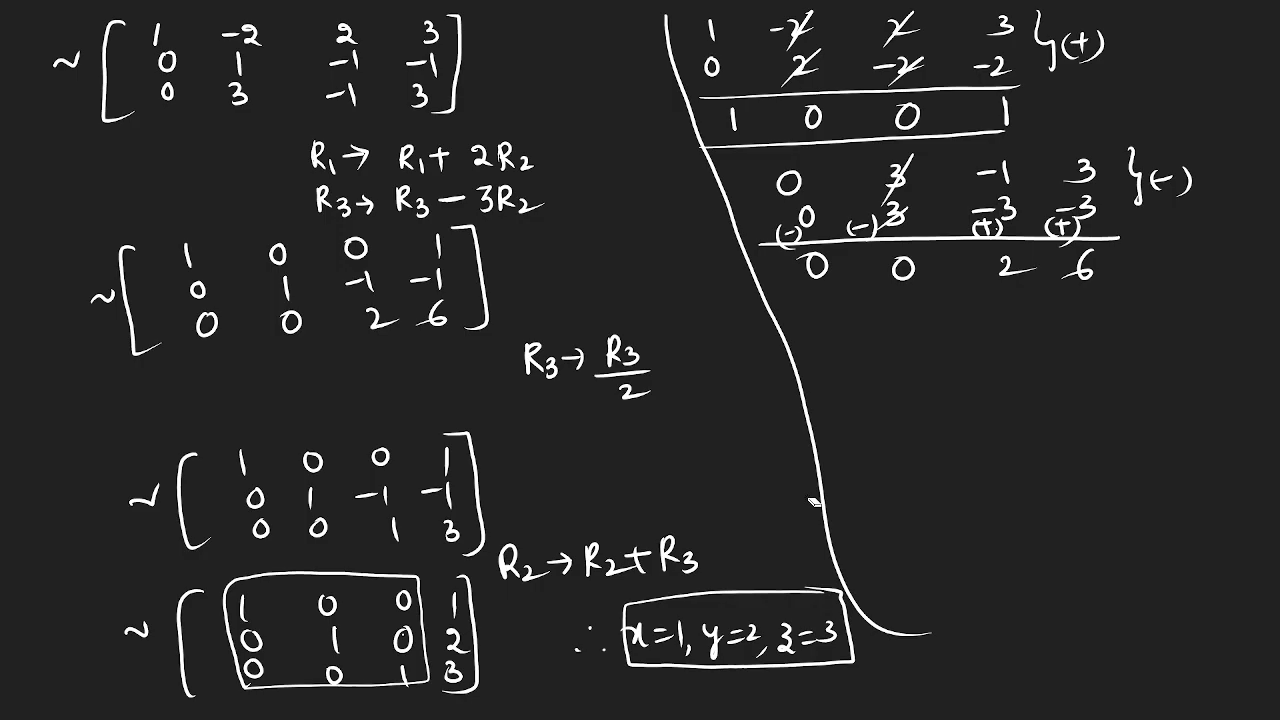 ~ [ 1 -2 2 3
0 1 -1 -1
0 3 -1 3 ]
R1 → R1 + 2R2
R3 → R3 - 3R2
~ [ 1 0 0 1
0 1 -1 -1
0 0 2 6 ]
R3 → R3/2
~ [ 1 0 0 1
0 1 -1 -1
0 0 1 3 ]
R2 → R2 + R3
~ [ 1 0 0 1
0 1 0 2
0 0 1 3 ]
∴ x=1, y=2, z=3
1 -2 2 3 } (+)
0 2 -2 -2
1 0 0 1
0 3 -1 3 } (-)
0 3 -3 -3
(-) (-) (+) (+)
0 0 2 6